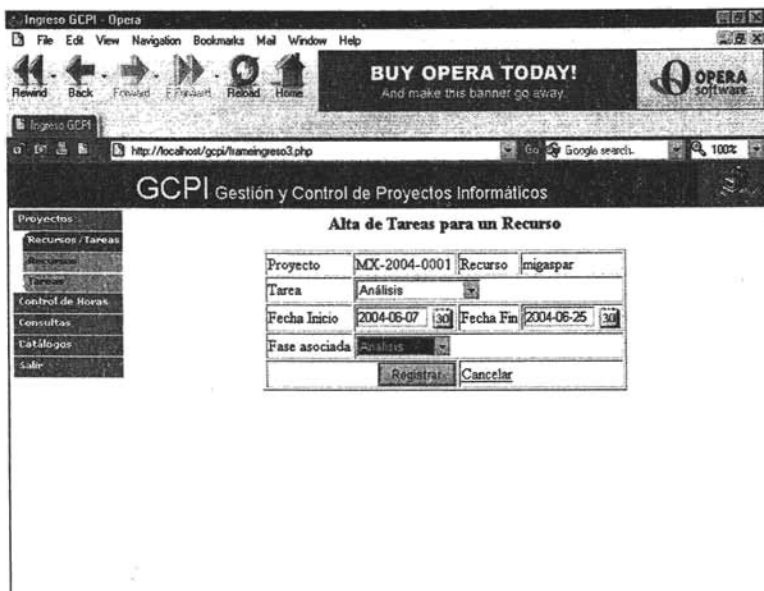 Ingreso GCPI - Opera
File Edit View Navigation Bookmarks Mail Window Help
Rewind Back Forward F.Forward Reload Home
BUY OPERA TODAY!
And make this banner go away.
OPERA
software
Ingreso GCPI
http://localhost/gcpi/frameingreso3.php Go Google search. 100%
GCPI Gestión y Control de Proyectos Informáticos
Proyectos
Recursos/Tareas
Recursos
Tareas
Control de Horas
Consultas
Catálogos
Salir
Alta de Tareas para un Recurso
Proyecto MX-2004-0001 Recurso migaspar
Tarea Análisis
Fecha Inicio 2004-06-07 30 Fecha Fin 2004-06-25 30
Fase asociada Análisis
Registrar Cancelar